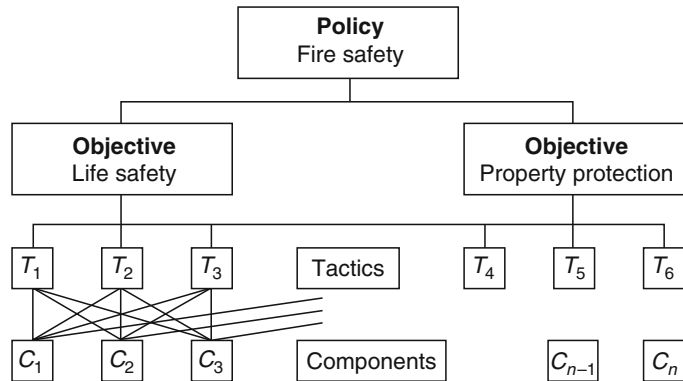 Policy
Fire safety
Objective
Life safety
Objective
Property protection
T1 T2 T3 Tactics T4 T5 T6
C1 C2 C3 Components Cn−1 Cn